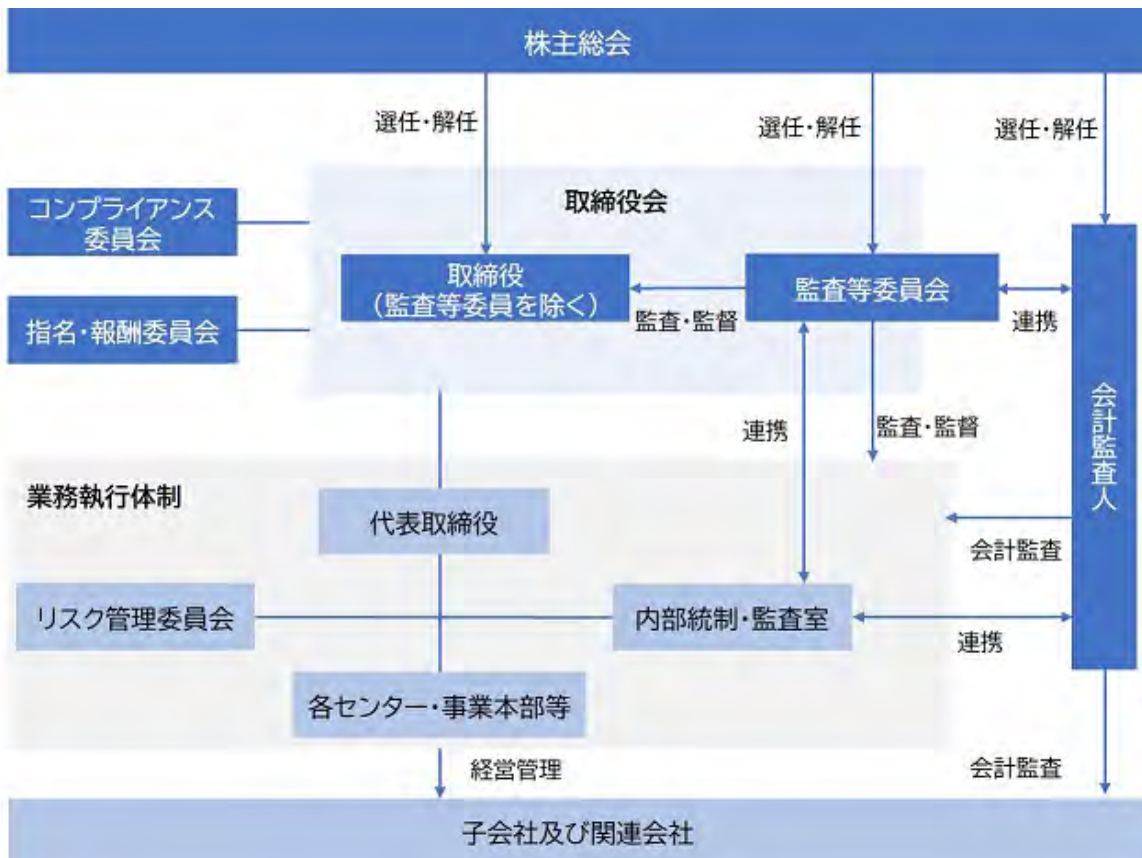 株主総会
選任・解任
選任・解任
選任・解任
コンプライアンス
委員会
取締役会
取締役
（監査等委員を除く）
監査・監督
監査等委員会
連携
指名・報酬委員会
会計監査人
連携
監査・監督
業務執行体制
代表取締役
会計監査
リスク管理委員会
内部統制・監査室
連携
各センター・事業本部等
経営管理
会計監査
子会社及び関連会社